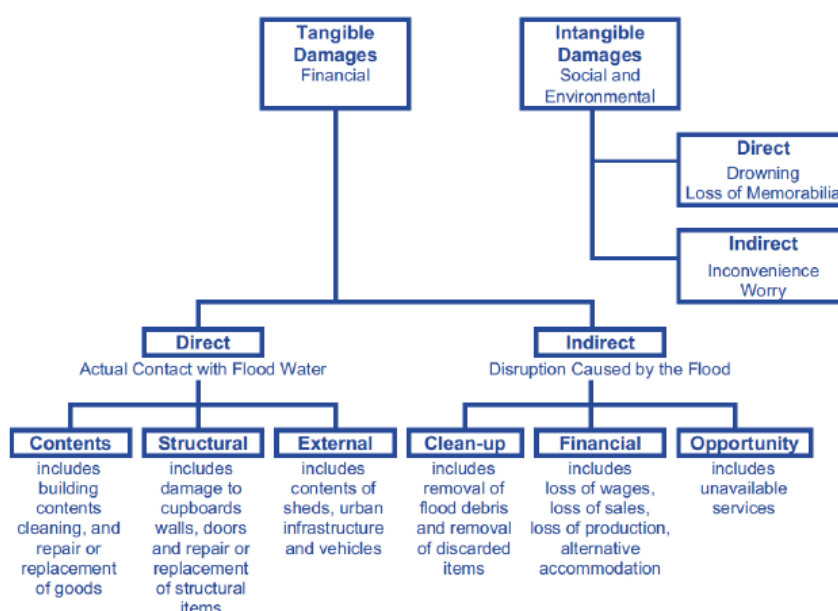 Tangible
Damages
Financial
Intangible
Damages
Social and
Environmental
Direct
Drowning
Loss of Memorabilia
Indirect
Inconvenience
Worry
Direct
Actual Contact with Flood Water
Indirect
Disruption Caused by the Flood
Contents
includes
building
contents
cleaning, and
repair or
replacement
of goods
Structural
includes
damage to
cupboards
walls, doors
and repair or
replacement
of structural
items
External
includes
contents of
sheds, urban
infrastructure
and vehicles
Clean-up
includes
removal of
flood debris
and removal
of discarded
items
Financial
includes
loss of wages,
loss of sales,
loss of production,
alternative
accommodation
Opportunity
includes
unavailable
services